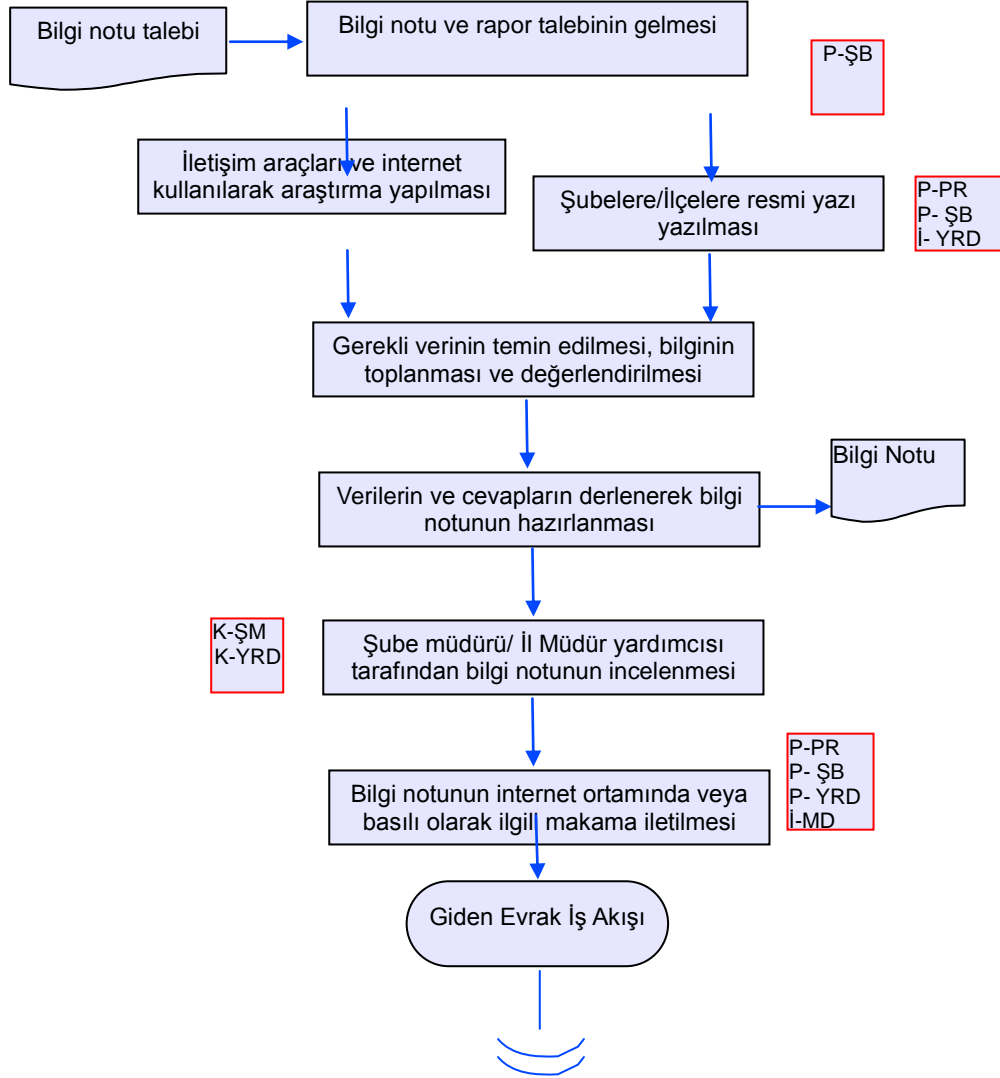 Bilgi notu talebi
Bilgi notu ve rapor talebinin gelmesi
P-ŞB
İletişim araçları ve internet
kullanılarak araştırma yapılması
Şubelere/İlçelere resmi yazı
yazılması
P-PR
P- ŞB
İ- YRD
Gerekli verinin temin edilmesi, bilginin
toplanması ve değerlendirilmesi
Verilerin ve cevapların derlenerek bilgi
notunun hazırlanması
Bilgi Notu
K-ŞM
K-YRD
Şube müdürü/ İl Müdür yardımcısı
tarafından bilgi notunun incelenmesi
P-PR
P- ŞB
P- YRD
İ-MD
Bilgi notunun internet ortamında veya
basılı olarak ilgili makama iletilmesi
Giden Evrak İş Akışı